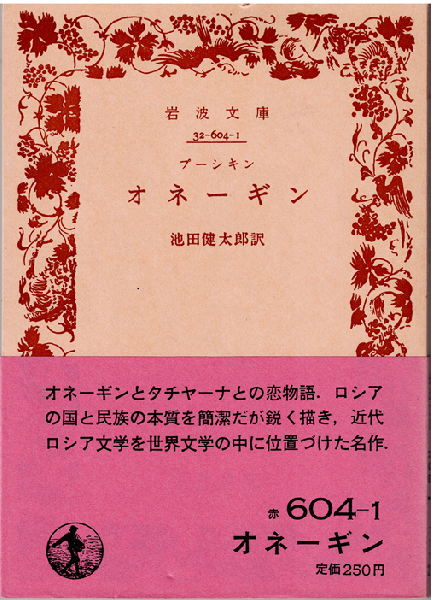 岩波文庫
32-604-1
プーシキン
オネーギン
池田健太郎訳
オネーギンとタチヤーナとの恋物語．ロシア
の国と民族の本質を簡潔だが鋭く描き，近代
ロシア文学を世界文学の中に位置づけた名作．
赤 604-1
オネーギン
定価250円